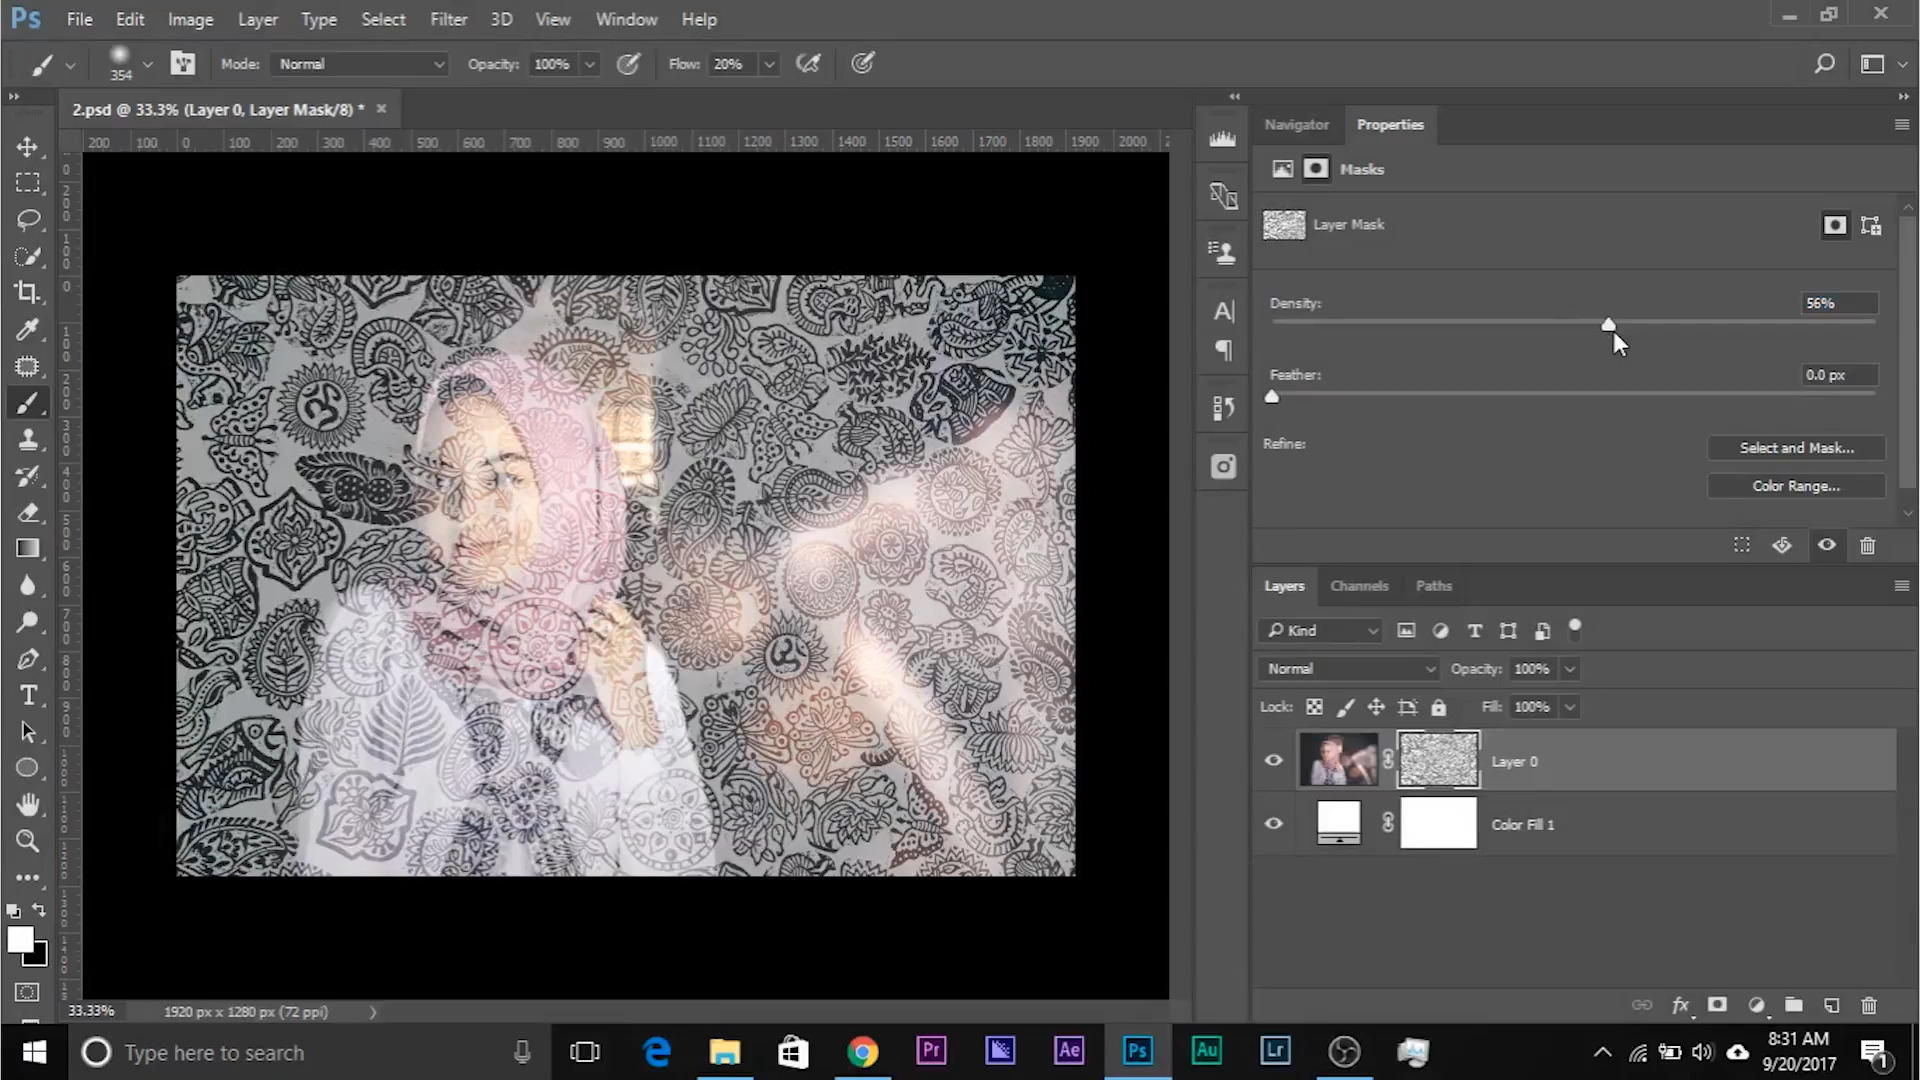 Ps File Edit Image Layer Type Select Filter 3D View Window Help
354 Mode: Normal Opacity: 100% Flow: 20%
2.psd @ 33.3% (Layer 0, Layer Mask/8) *
200 100 0 100 200 300 400 500 600 700 800 900 1000 1100 1200 1300 1400 1500 1600 1700 1800 1900 2000
Navigator Properties
Masks
Layer Mask
Density: 56%
Feather: 0.0 px
Refine: Select and Mask...
Color Range...
Layers Channels Paths
Kind
Normal Opacity: 100%
Lock: Fill: 100%
Layer 0
Color Fill 1
33.33% 1920 px x 1280 px (72 ppi)
fx
Type here to search
Pr Ae Ps Au Lr
8:31 AM
9/20/2017
1